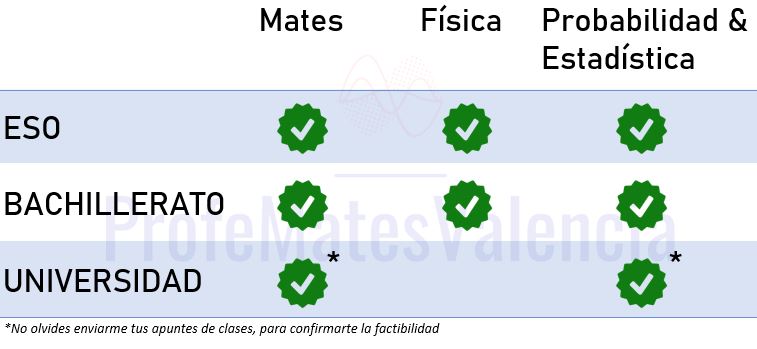 Mates Física Probabilidad &
Estadística
ESO
BACHILLERATO
ProfeMatesValencia
UNIVERSIDAD * *
*No olvides enviarme tus apuntes de clases, para confirmarte la factibilidad